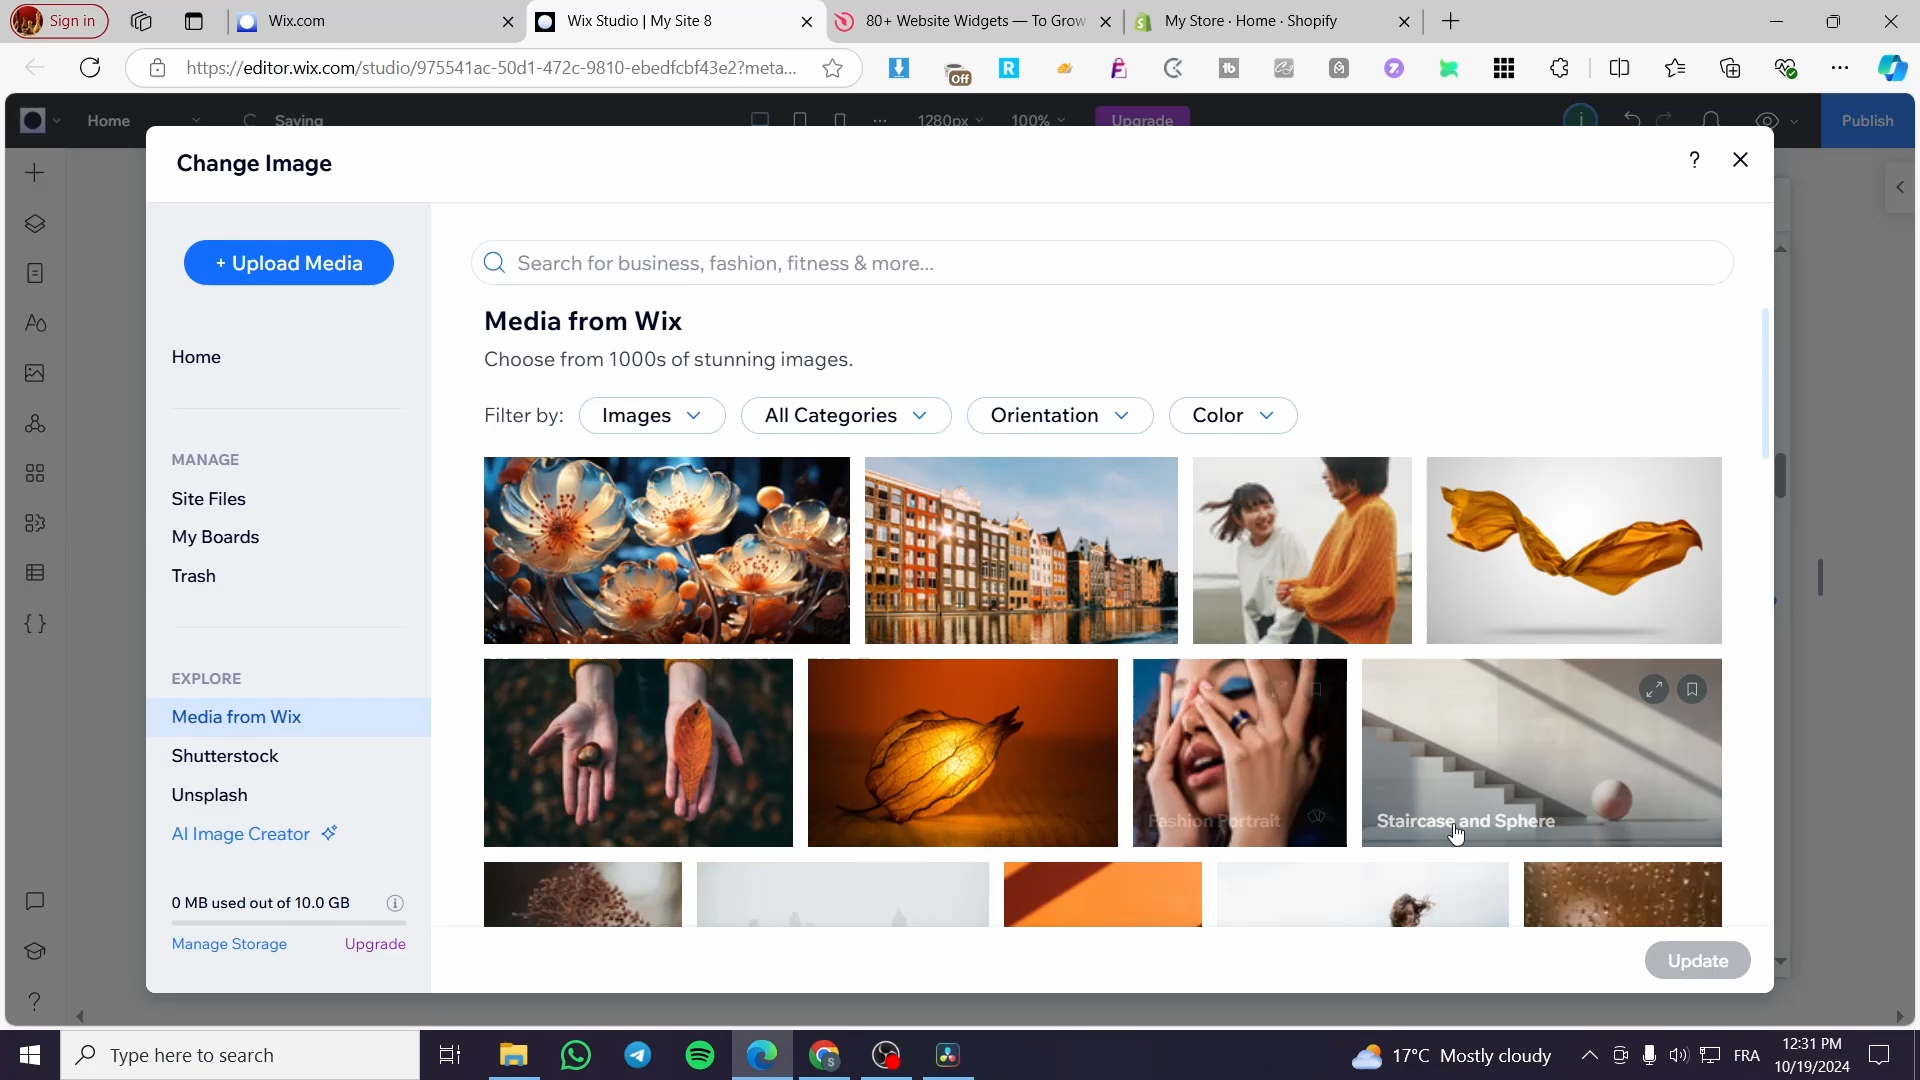 Sign in
Wix.com
Wix Studio | My Site 8
80+ Website Widgets — To Grow
My Store · Home · Shopify
https://editor.wix.com/studio/975541ac-50d1-472c-9810-ebedfcbf43e2?meta...
Off
Home
Saving
1280px
100%
Upgrade
Publish
Change Image
?
+ Upload Media
Search for business, fashion, fitness & more...
Media from Wix
Choose from 1000s of stunning images.
Filter by:
Images
All Categories
Orientation
Color
Home
MANAGE
Site Files
My Boards
Trash
EXPLORE
Media from Wix
Shutterstock
Unsplash
AI Image Creator
Fashion Portrait
Staircase and Sphere
0 MB used out of 10.0 GB
Manage Storage
Upgrade
Update
Type here to search
17°C Mostly cloudy
FRA
12:31 PM
10/19/2024